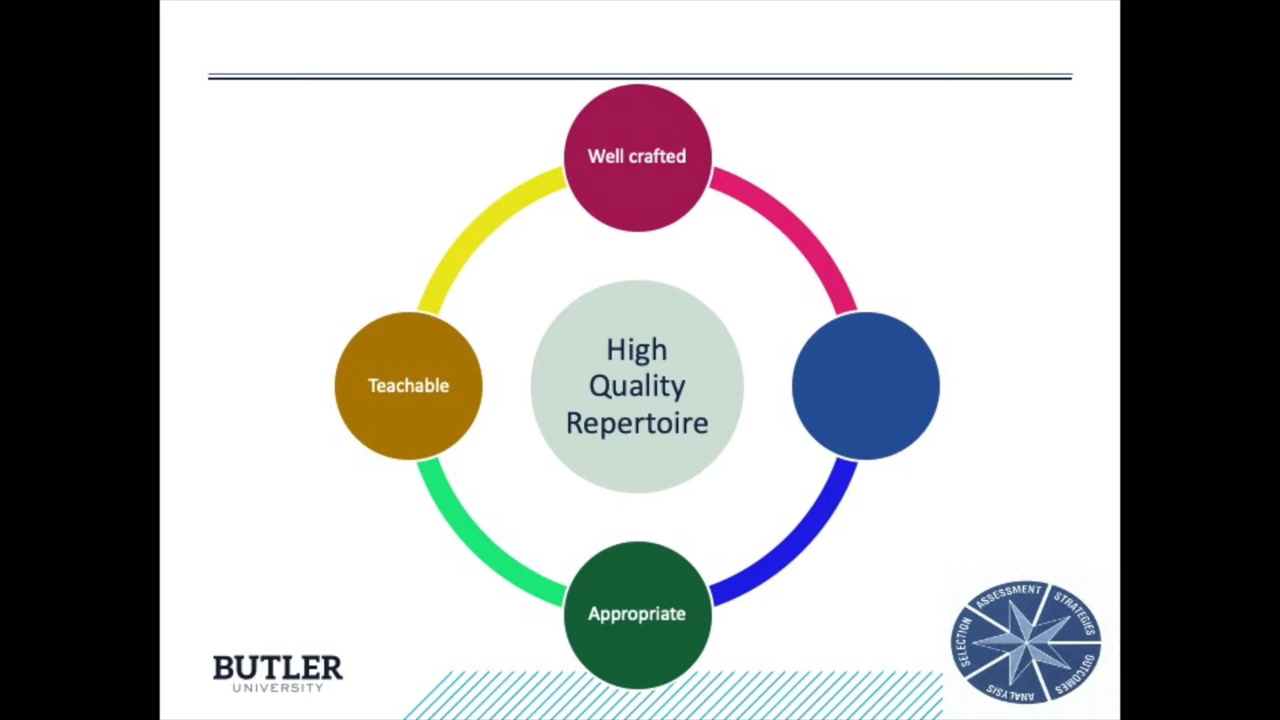 Well crafted
Teachable
High
Quality
Repertoire
Appropriate
BUTLER
UNIVERSITY
SELECTION
ASSESSMENT
STRATEGIES
OUTCOMES
ANALYSIS